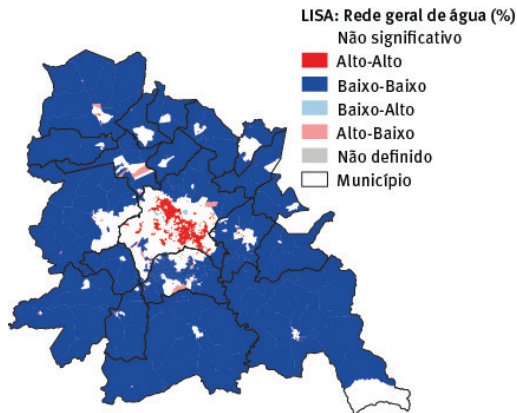 LISA: Rede geral de água (%)
Não significativo
Alto-Alto
Baixo-Baixo
Baixo-Alto
Alto-Baixo
Não definido
Município